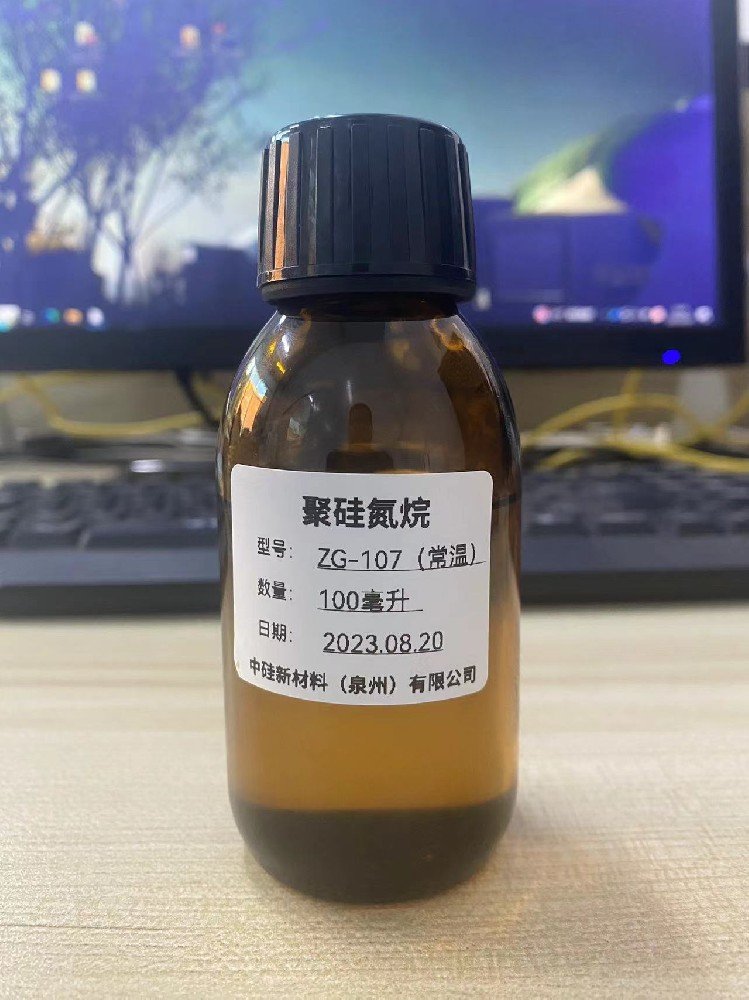 聚硅氮烷
型号: ZG-107（常温）
数量: 100毫升
日期: 2023.08.20
中硅新材料（泉州）有限公司